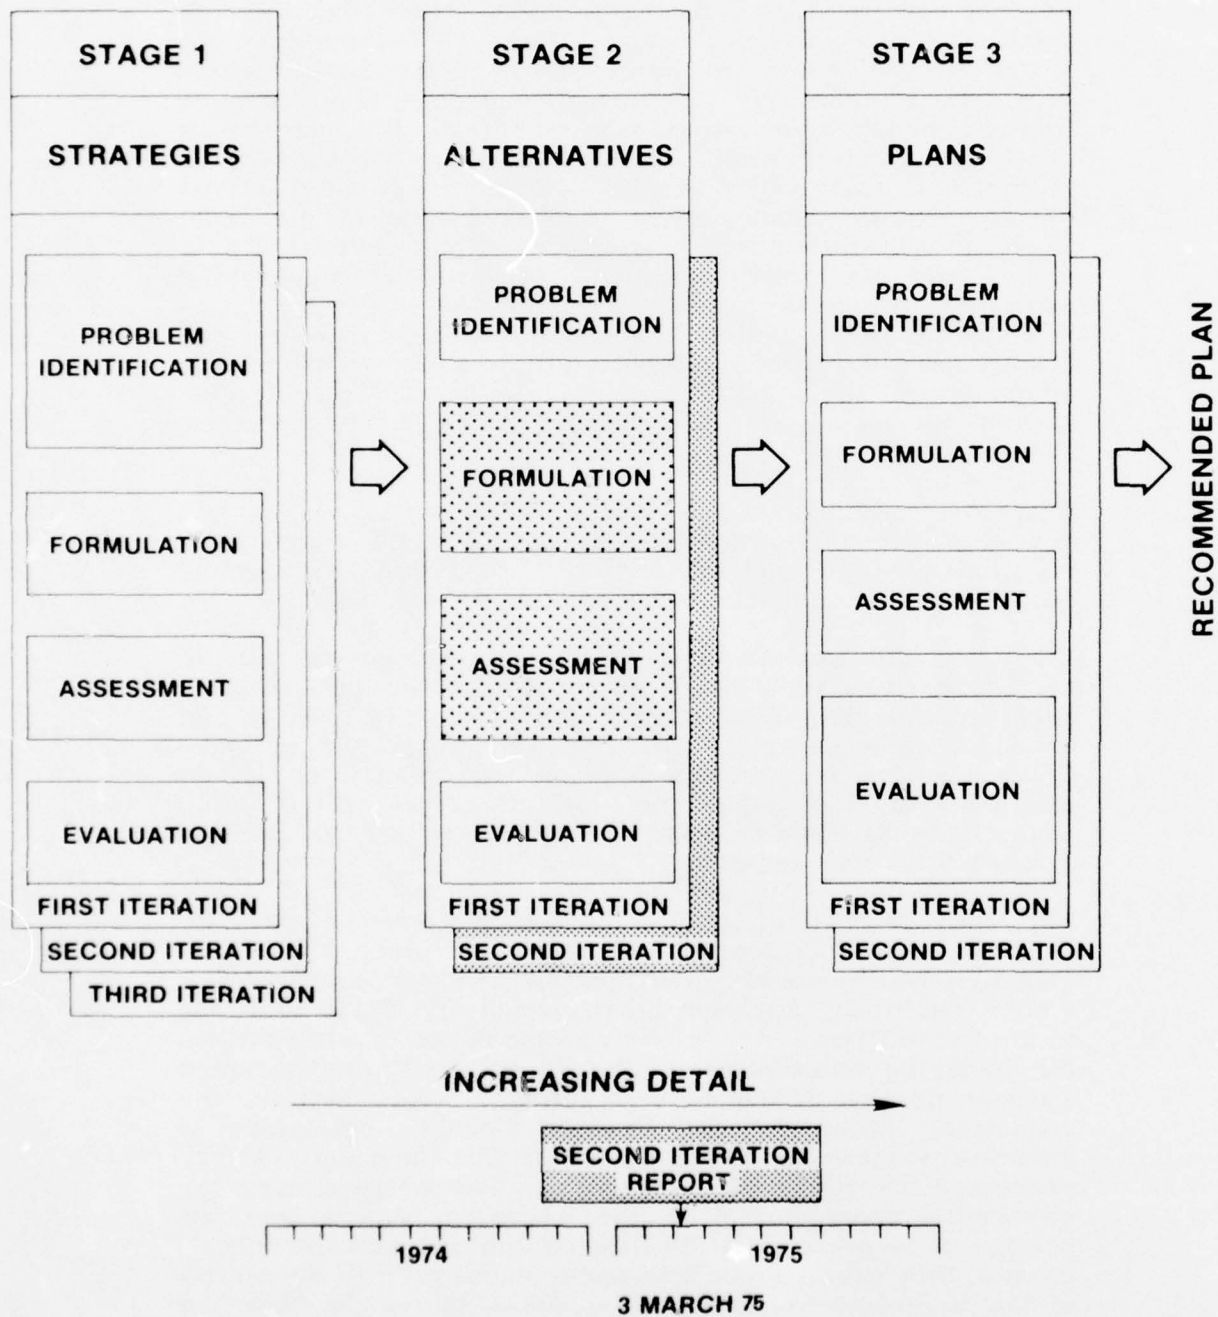 STAGE 1
STRATEGIES
PROBLEM
IDENTIFICATION
FORMULATION
ASSESSMENT
EVALUATION
FIRST ITERATION
SECOND ITERATION
THIRD ITERATION
STAGE 2
ALTERNATIVES
PROBLEM
IDENTIFICATION
FORMULATION
ASSESSMENT
EVALUATION
FIRST ITERATION
SECOND ITERATION
STAGE 3
PLANS
PROBLEM
IDENTIFICATION
FORMULATION
ASSESSMENT
EVALUATION
FIRST ITERATION
SECOND ITERATION
RECOMMENDED PLAN
INCREASING DETAIL
SECOND ITERATION
REPORT
1974
1975
3 MARCH 75